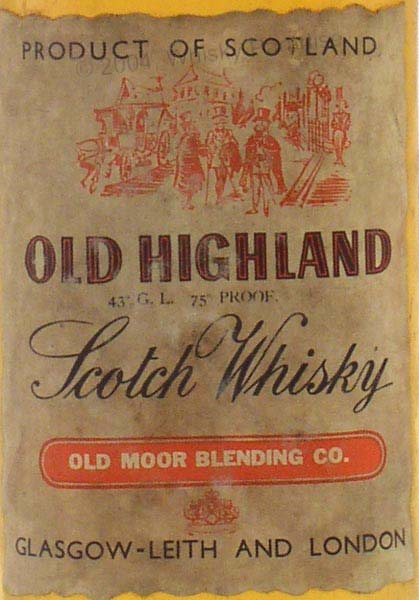 PRODUCT OF SCOTLAND
OLD HIGHLAND
43° G. L. 75° PROOF.
Scotch Whisky
OLD MOOR BLENDING CO.
GLASGOW-LEITH AND LONDON